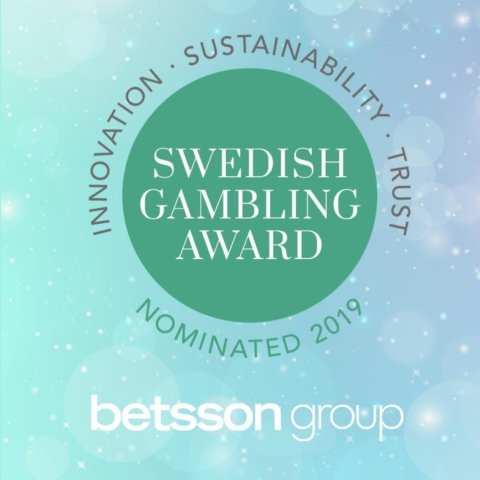 INNOVATION · SUSTAINABILITY · TRUST
SWEDISH
GAMBLING
AWARD
NOMINATED 2019
betsson group